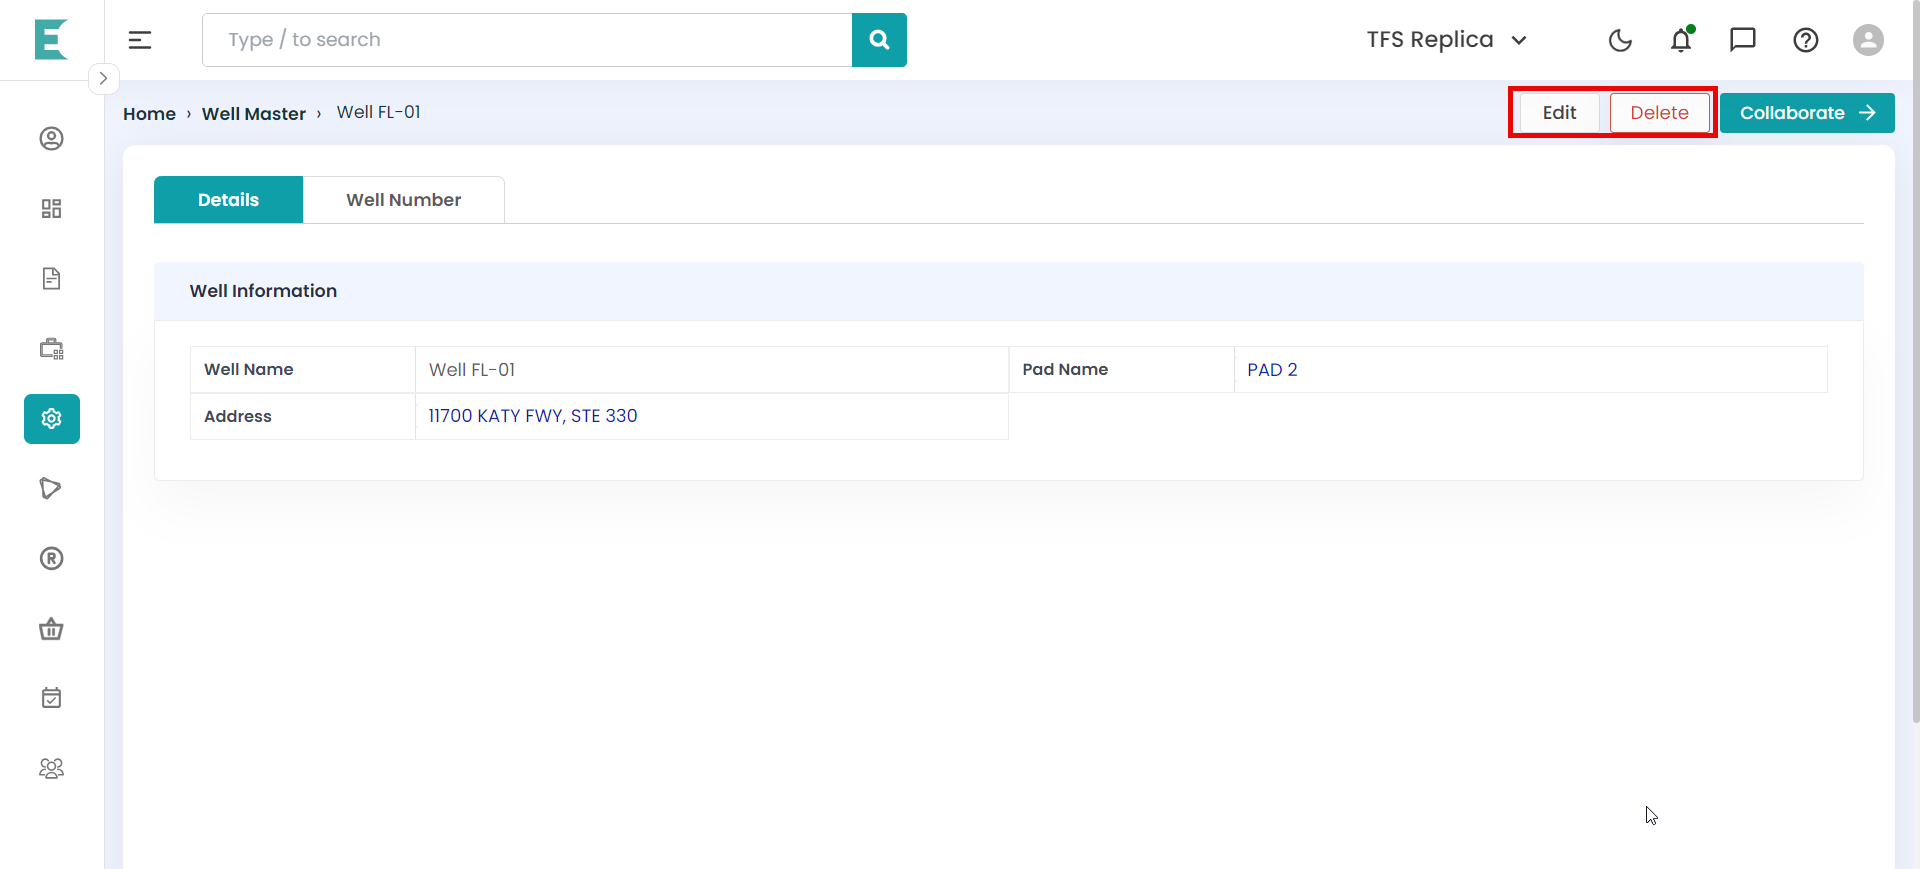 E
Type / to search
TFS Replica
Home › Well Master › Well FL-01
Edit
Delete
Collaborate
Details
Well Number
Well Information
Well Name
Well FL-01
Pad Name
PAD 2
Address
11700 KATY FWY, STE 330
R